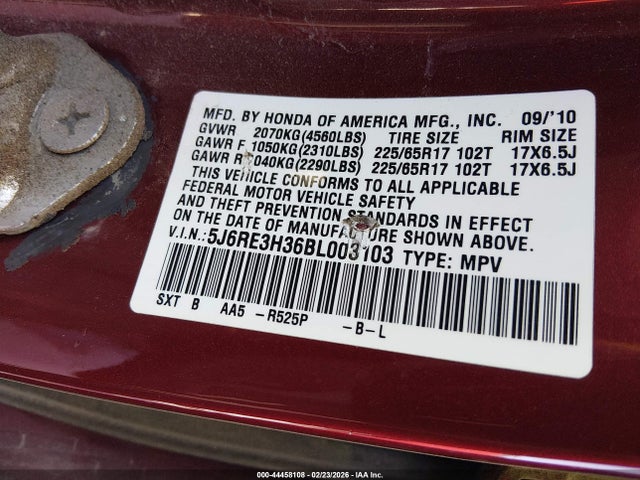 MFD. BY HONDA OF AMERICA MFG., INC. 09/'10
GVWR 2070KG(4560LBS) TIRE SIZE RIM SIZE
GAWR F 1050KG(2310LBS) 225/65R17 102T 17X6.5J
GAWR R 040KG(2290LBS) 225/65R17 102T 17X6.5J
THIS VEHICLE CONFORMS TO ALL APPLICABLE
FEDERAL MOTOR VEHICLE SAFETY
AND THEFT PREVENTION STANDARDS IN EFFECT
ON THE DATE OF MANUFACTURE SHOWN ABOVE.
V.I.N.: 5J6RE3H36BL003103 TYPE: MPV
SXT B AA5 - R525P - B - L
000-44458108 - 02/23/2026 - IAA Inc.